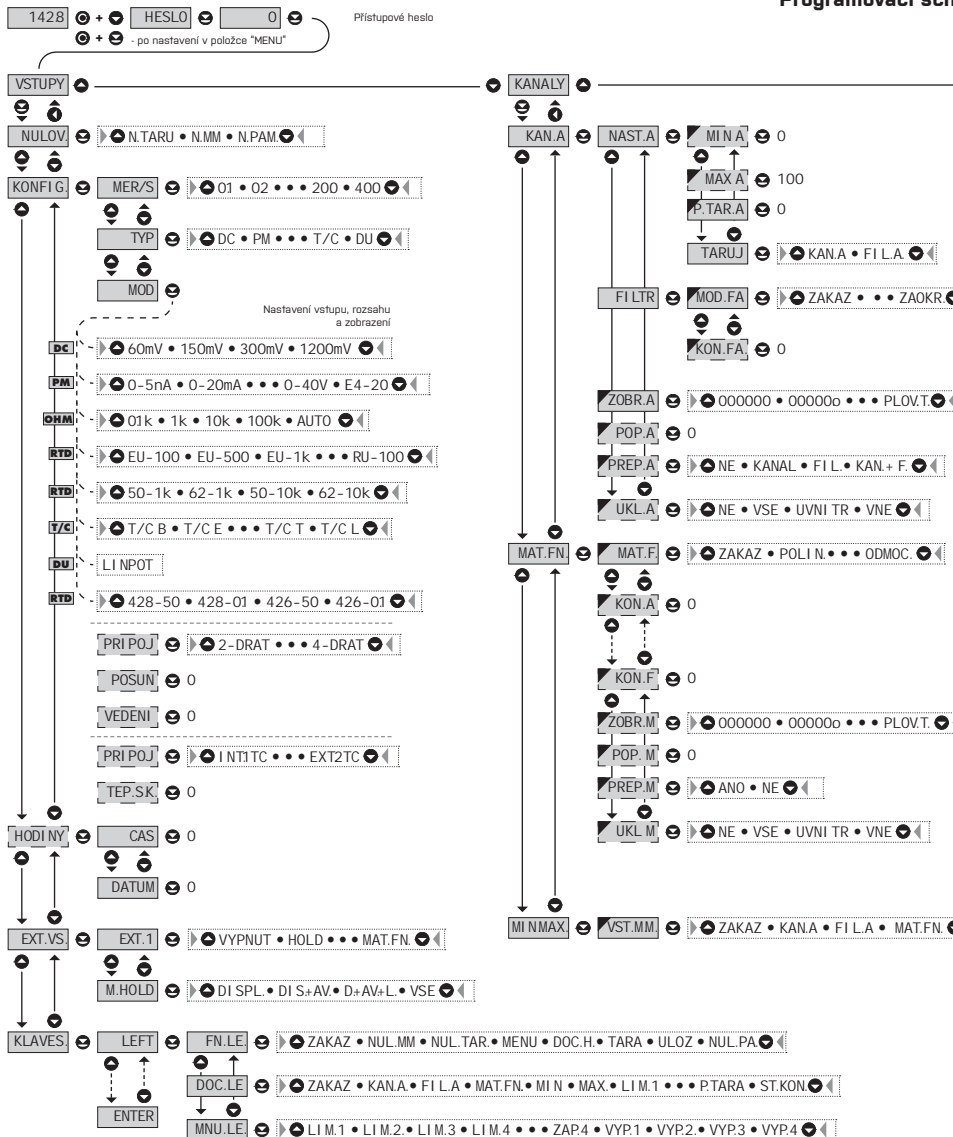 Programovací sch
1428 + HESLO 0 Přístupové heslo
+ - po nastavení v položce "MENU"
VSTUPY KANALY
NULOV. N.TARU • N.MM • N.PAM. KAN.A NAST.A MIN A 0
MAX A 100
KONFIG. MER/S 01 • 02 • • • 200 • 400 P.TAR.A 0
TYP DC • PM • • • T/C • DU TARUJ KAN.A • FIL.A.
MOD FILTR MOD.FA ZAKAZ • • • ZAOKR.
Nastavení vstupu, rozsahu
a zobrazení
DC 60mV • 150mV • 300mV • 1200mV KON.FA 0
PM 0-5nA • 0-20mA • • • 0-40V • E4-20 ZOBR.A 000000 • 00000o • • • PLOV.T.
OHM 01k • 1k • 10k • 100k • AUTO POP.A 0
RTD EU-100 • EU-500 • EU-1k • • • RU-100 PREP.A NE • KANAL • FIL. • KAN.+ F.
RTD 50-1k • 62-1k • 50-10k • 62-10k UKL.A NE • VSE • UVNITR • VNE
T/C T/C B • T/C E • • • T/C T • T/C L MAT.FN. MAT.F. ZAKAZ • POLIN. • • • ODMOC.
DU LINPOT
RTD 428-50 • 428-01 • 426-50 • 426-01 KON.A 0
PRIPOJ 2-DRAT • • • 4-DRAT
POSUN 0 KON.F 0
VEDENI 0 ZOBR.M 000000 • 00000o • • • PLOV.T.
PRIPOJ INT1TC • • • EXT2TC POP. M 0
TEP.S.K. 0 PREP.M ANO • NE
HODINY CAS 0 UKL M NE • VSE • UVNITR • VNE
DATUM 0
EXT.VS. EXT.1 VYPNUT • HOLD • • • MAT.FN. MINMAX. VST.MM. ZAKAZ • KAN.A • FIL.A • MAT.FN.
M.HOLD DISPL. • DIS+AV. • D+AV+L. • VSE
KLAVES. LEFT FN.LE. ZAKAZ • NUL.MM • NUL.TAR. • MENU • DOC.H. • TARA • ULOZ • NUL.PA
DOC.LE ZAKAZ • KAN.A. • FIL.A • MAT.FN. • MIN • MAX. • LIM.1 • • • P.TARA • ST.KON.
ENTER MNU.LE. LIM.1 • LIM.2. • LIM.3 • LIM.4 • • • ZAP.4 • VYP.1 • VYP.2. • VYP.3 • VYP.4